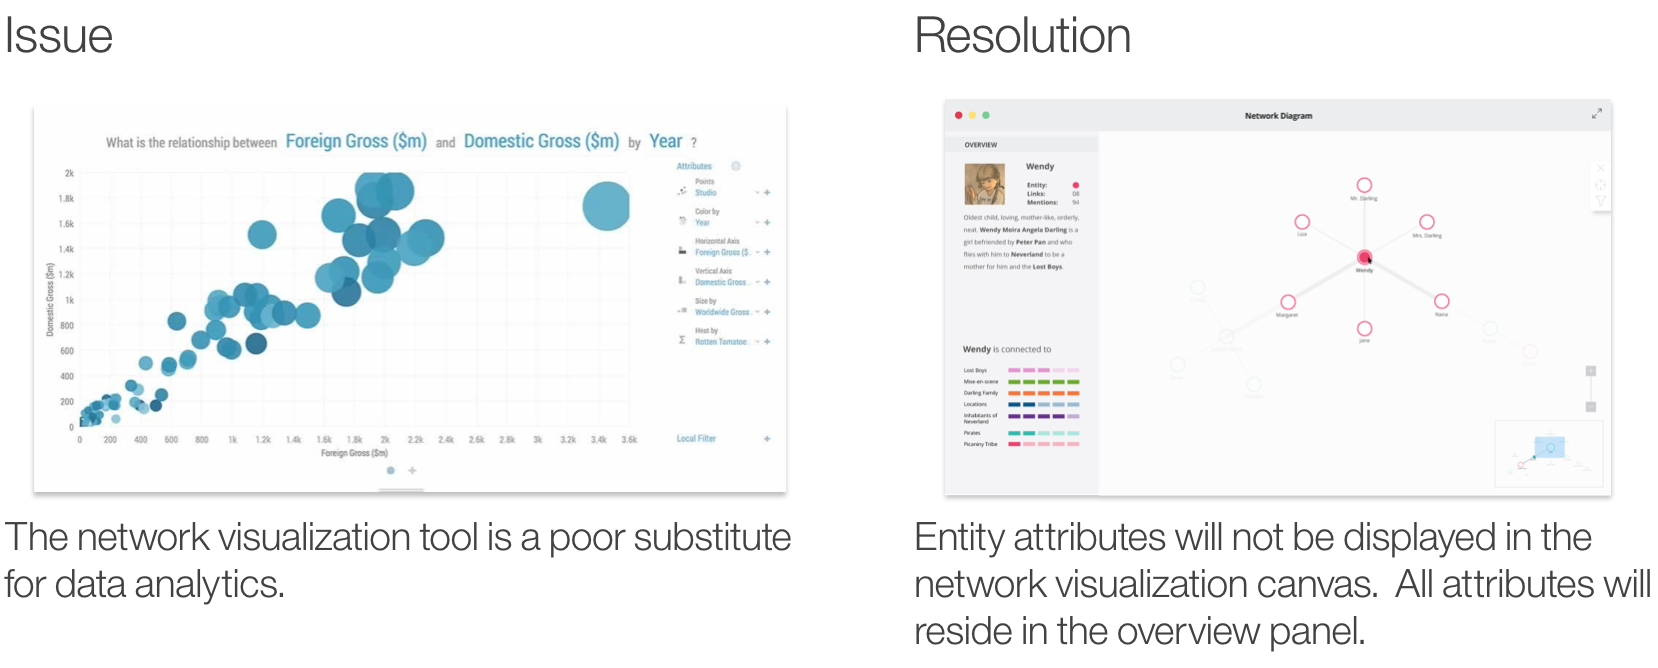 Issue
What is the relationship between Foreign Gross ($m) and Domestic Gross ($m) by Year ?
Attributes
Points
Studio
Color by
Year
Horizontal Axis
Foreign Gross ($..
Vertical Axis
Domestic Gross ..
Size by
Worldwide Gross..
Heat by
Rotten Tomatoe..
Local Filter
Domestic Gross ($m)
2k
1.8k
1.6k
1.4k
1.2k
1k
800
600
400
200
0
0 200 400 600 800 1k 1.2k 1.4k 1.6k 1.8k 2k 2.2k 2.4k 2.6k 2.8k 3k 3.2k 3.4k 3.6k
Foreign Gross ($m)
The network visualization tool is a poor substitute
for data analytics.
Resolution
Network Diagram
OVERVIEW
Wendy
Entity:
Links: 08
Mentions: 94
Oldest child, loving, mother-like, orderly,
neat. Wendy Moira Angela Darling is a
girl befriended by Peter Pan and who
flies with him to Neverland to be a
mother for him and the Lost Boys.
Wendy is connected to
Lost Boys
Mise-en-scene
Darling Family
Locations
Inhabitants of
Neverland
Pirates
Picaninny Tribe
Mr. Darling
Liza
Mrs. Darling
Wendy
Margaret
Nana
Jane
Entity attributes will not be displayed in the
network visualization canvas. All attributes will
reside in the overview panel.